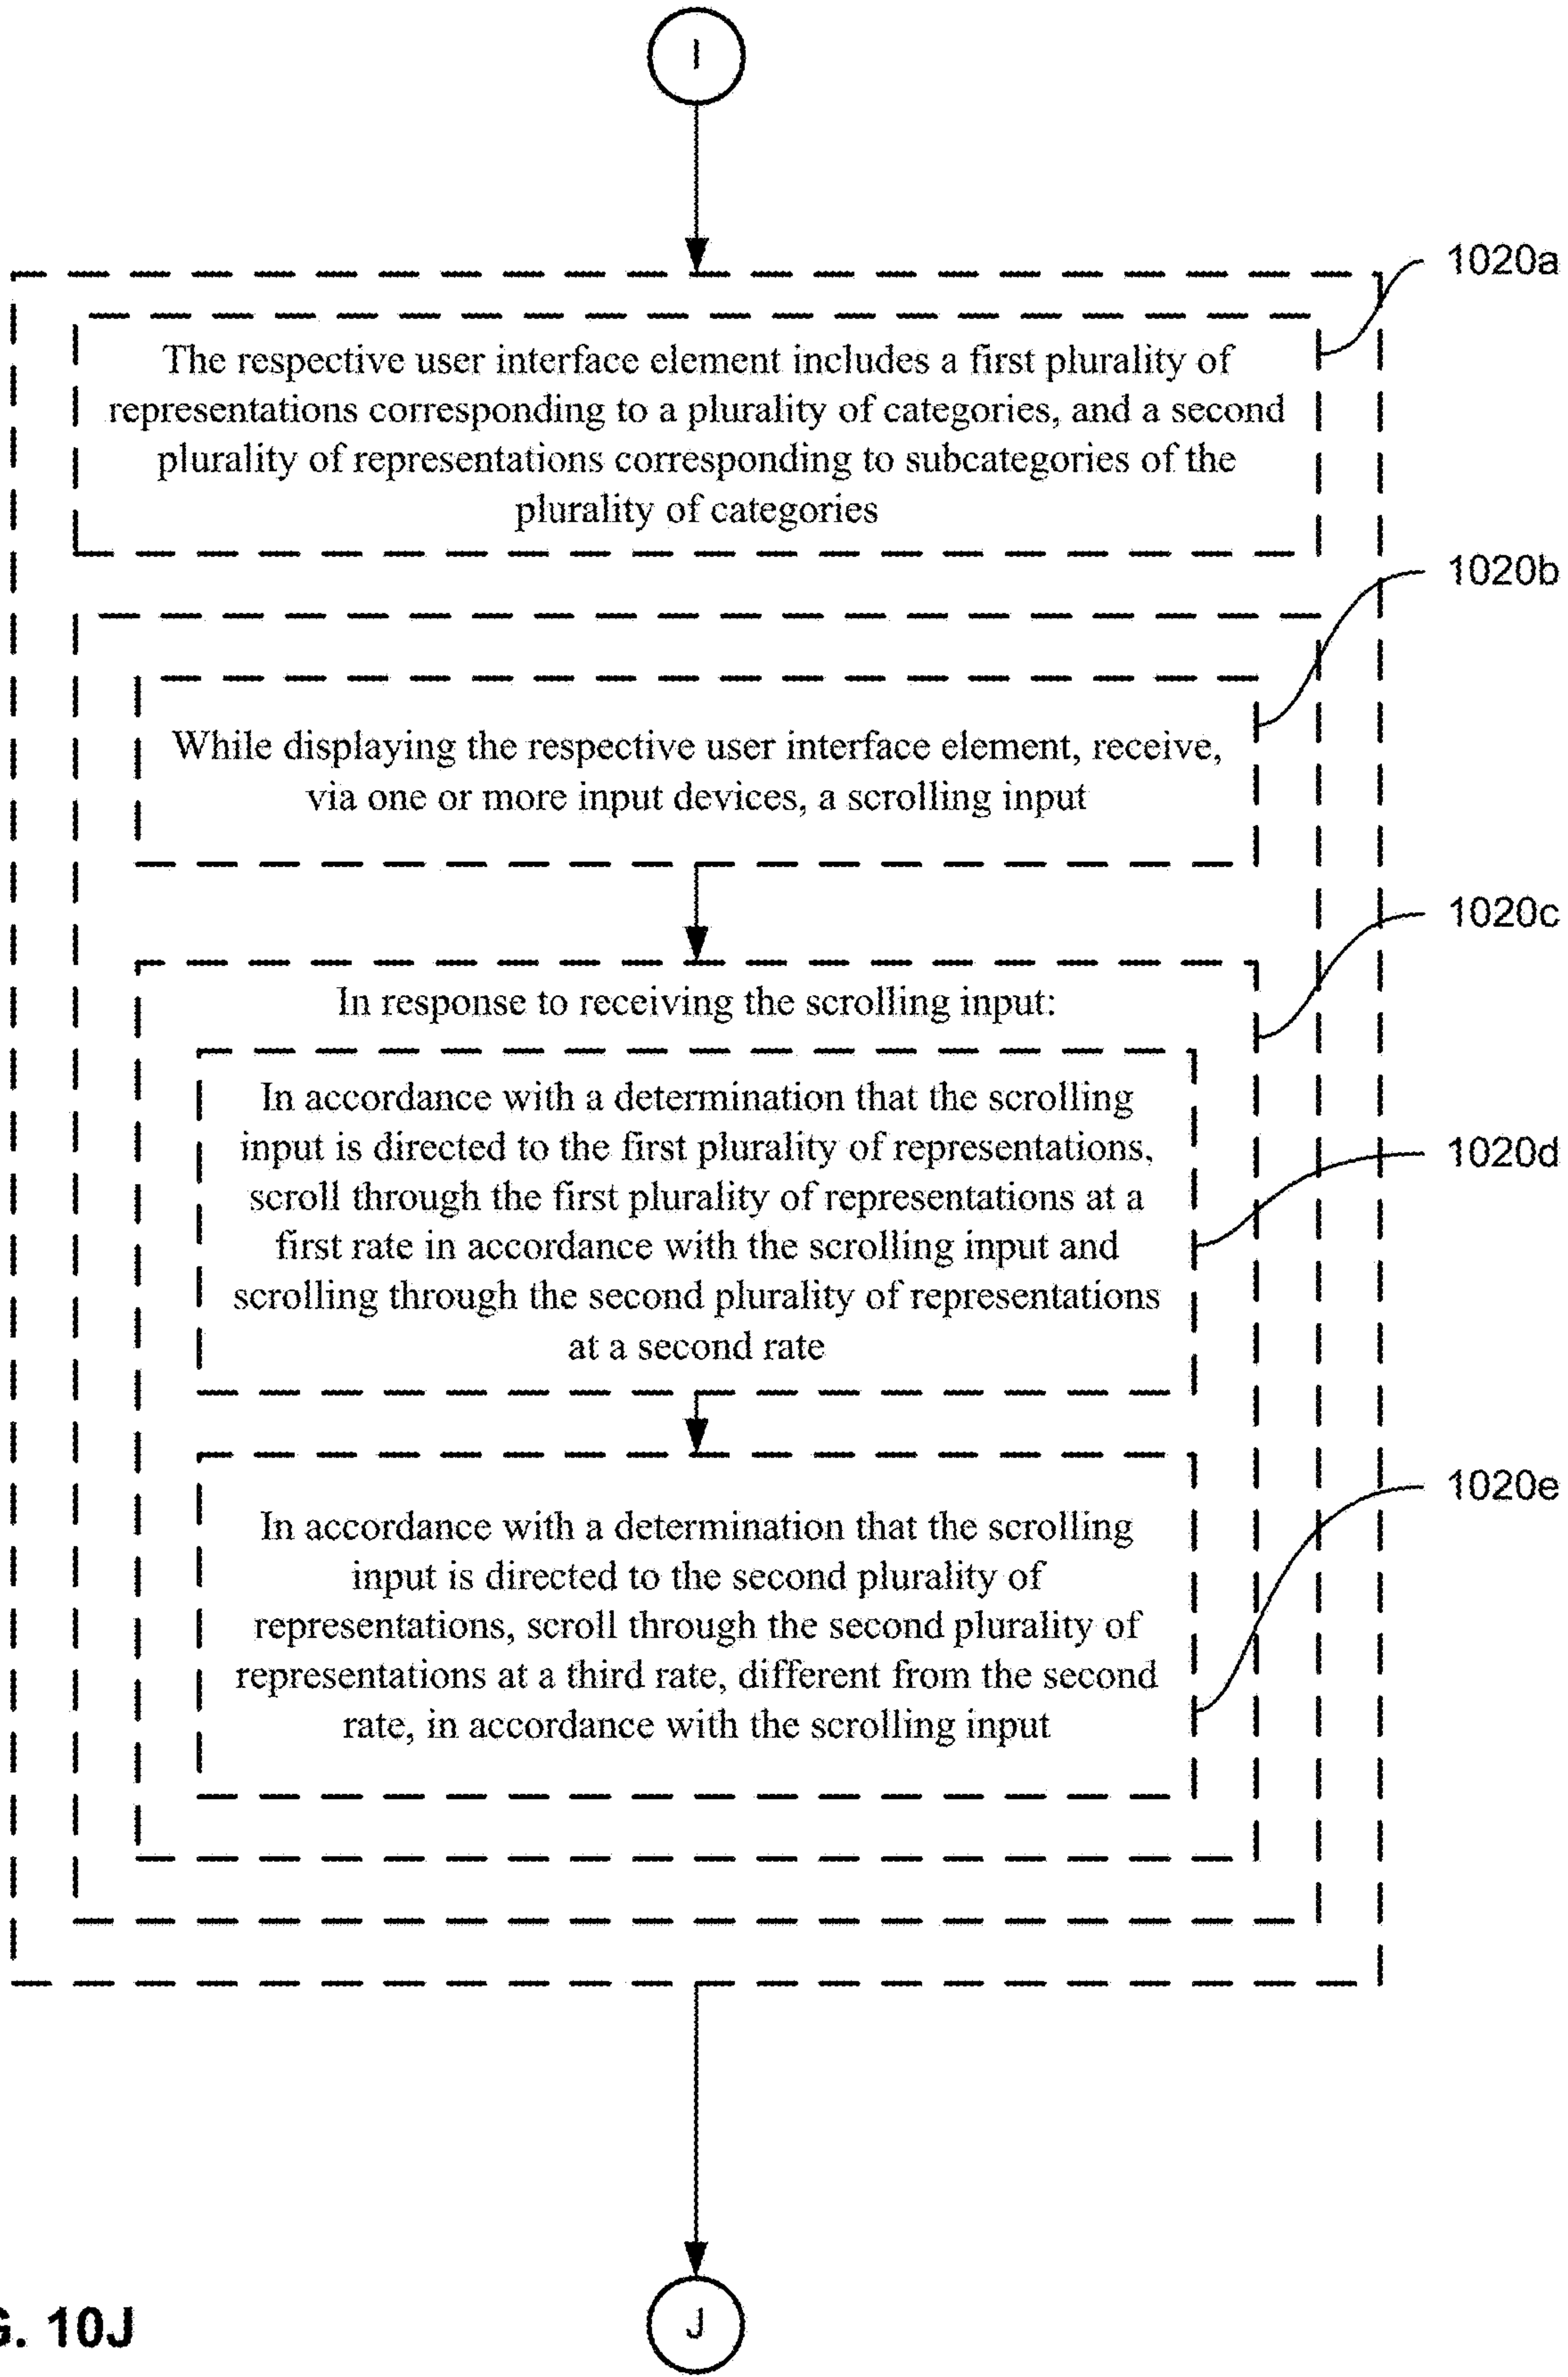 I
1020a
The respective user interface element includes a first plurality of
representations corresponding to a plurality of categories, and a second
plurality of representations corresponding to subcategories of the
plurality of categories
1020b
While displaying the respective user interface element, receive,
via one or more input devices, a scrolling input
1020c
In response to receiving the scrolling input:
In accordance with a determination that the scrolling
input is directed to the first plurality of representations,
scroll through the first plurality of representations at a
first rate in accordance with the scrolling input and
scrolling through the second plurality of representations
at a second rate
1020d
In accordance with a determination that the scrolling
input is directed to the second plurality of
representations, scroll through the second plurality of
representations at a third rate, different from the second
rate, in accordance with the scrolling input
1020e
J
G. 10J